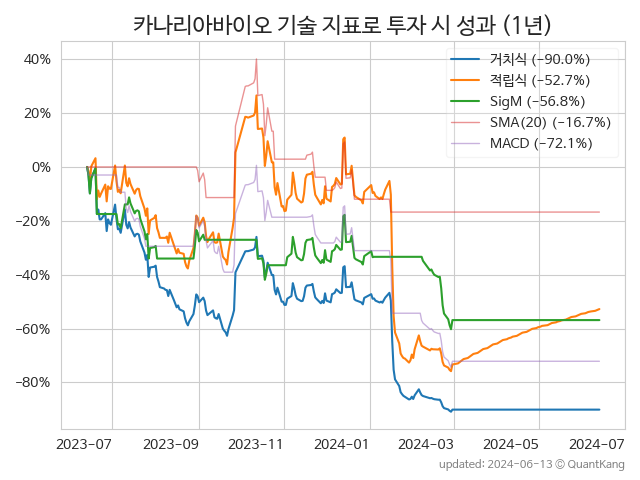 카나리아바이오 기술 지표로 투자 시 성과 (1년)
거치식 (−90.0%)
적립식 (−52.7%)
SigM (−56.8%)
SMA(20) (−16.7%)
MACD (−72.1%)
40%
20%
0%
−20%
−40%
−60%
−80%
2023-07 2023-09 2023-11 2024-01 2024-03 2024-05 2024-07
updated: 2024-06-13 © QuantKang